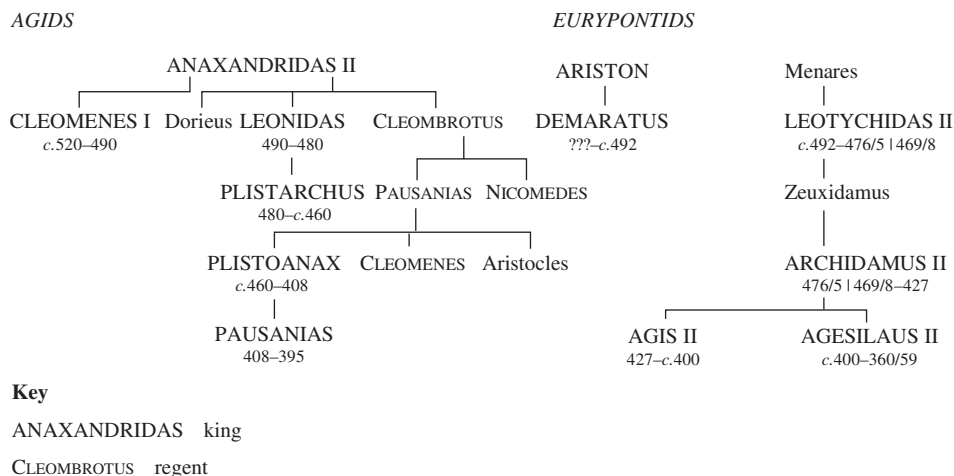 AGIDS EURYPONTIDS
ANAXANDRIDAS II ARISTON Menares
CLEOMENES I Dorieus LEONIDAS CLEOMBROTUS DEMARATUS LEOTYCHIDAS II
c.520–490 490–480 ???–c.492 c.492–476/5 | 469/8
PLISTARCHUS PAUSANIAS NICOMEDES Zeuxidamus
480–c.460
PLISTOANAX CLEOMENES Aristocles ARCHIDAMUS II
c.460–408 476/5 | 469/8–427
PAUSANIAS AGIS II AGESILAUS II
408–395 427–c.400 c.400–360/59
Key
ANAXANDRIDAS king
CLEOMBROTUS regent